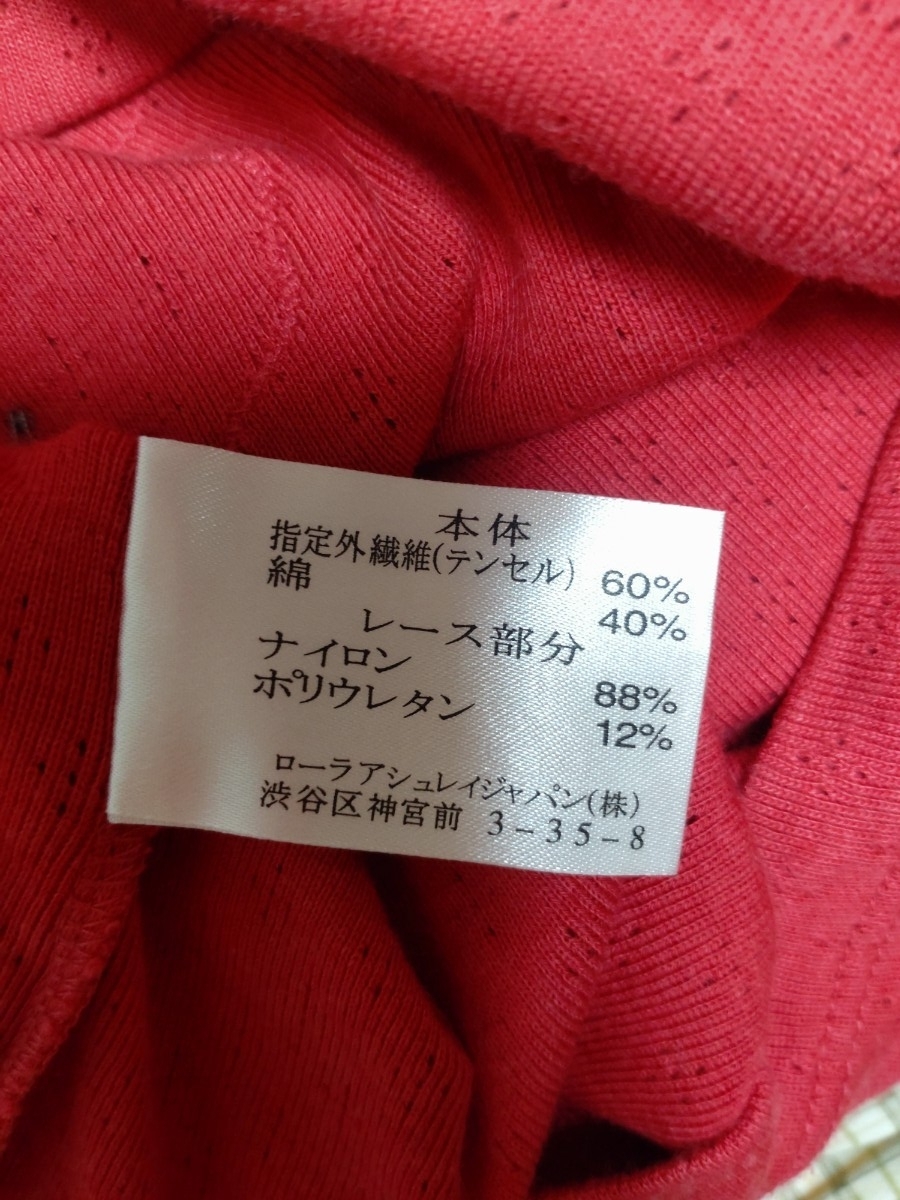 本体
指定外繊維(テンセル) 60%
綿 40%
レース部分
ナイロン 88%
ポリウレタン 12%
ローラアシュレイジャパン(株)
渋谷区神宮前 3-35-8